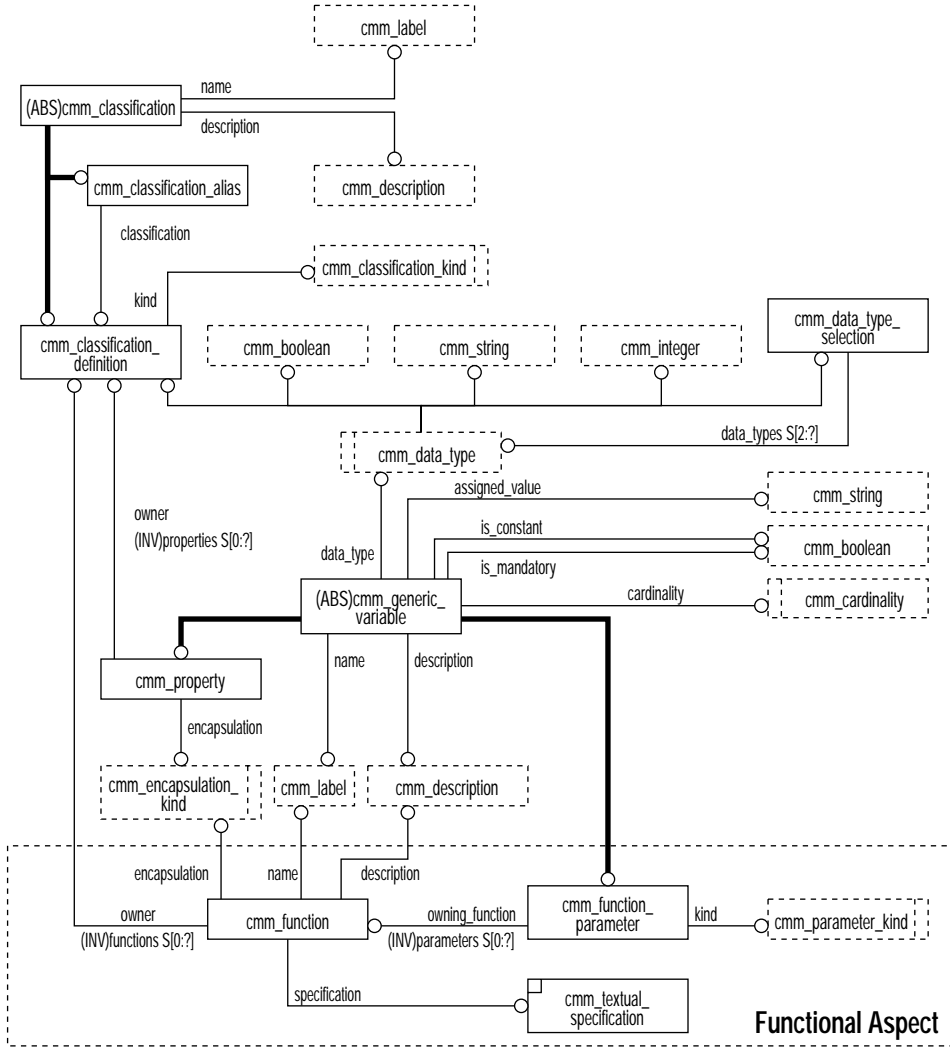 cmm_label
name
(ABS)cmm_classification
description
cmm_classification_alias
cmm_description
classification
cmm_classification_kind
kind
cmm_data_type_
selection
cmm_classification_
definition
cmm_boolean
cmm_string
cmm_integer
data_types S[2:?]
cmm_data_type
assigned_value
cmm_string
owner
(INV)properties S[0:?]
is_constant
cmm_boolean
data_type
is_mandatory
(ABS)cmm_generic_
variable
cardinality
cmm_cardinality
name
description
cmm_property
encapsulation
cmm_encapsulation_
kind
cmm_label
cmm_description
encapsulation
name
description
owner
(INV)functions S[0:?]
cmm_function
owning_function
(INV)parameters S[0:?]
cmm_function_
parameter
kind
cmm_parameter_kind
specification
cmm_textual_
specification
Functional Aspect